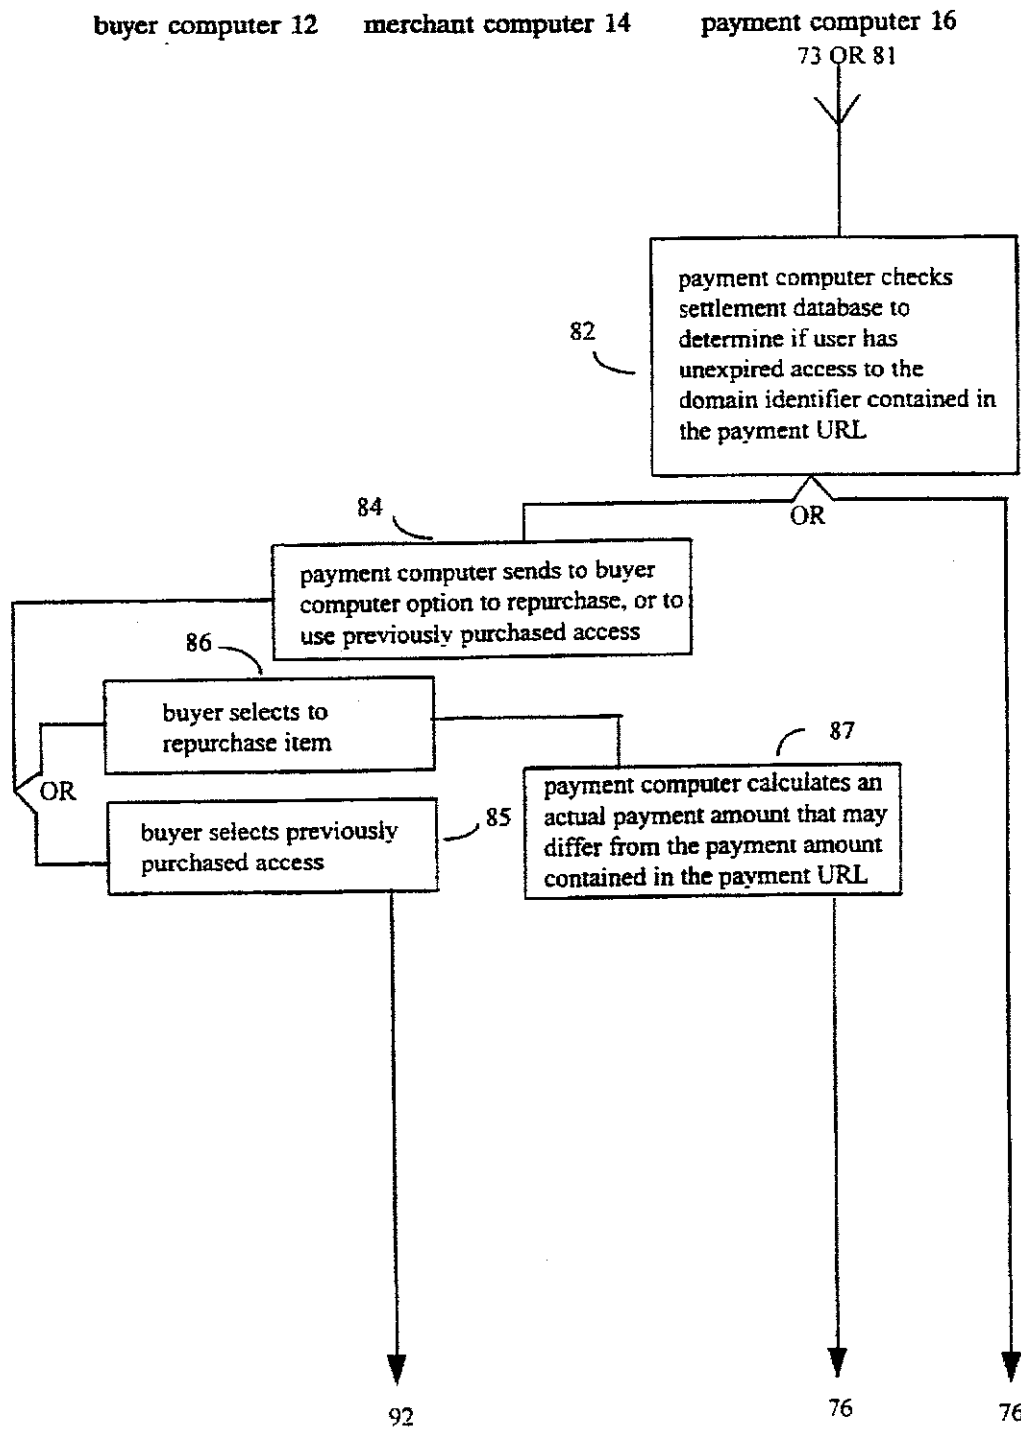 buyer computer 12 merchant computer 14 payment computer 16
73 OR 81
82
payment computer checks
settlement database to
determine if user has
unexpired access to the
domain identifier contained in
the payment URL
OR
84
payment computer sends to buyer
computer option to repurchase, or to
use previously purchased access
86
buyer selects to
repurchase item
OR
87
payment computer calculates an
actual payment amount that may
differ from the payment amount
contained in the payment URL
85
buyer selects previously
purchased access
92
76
76